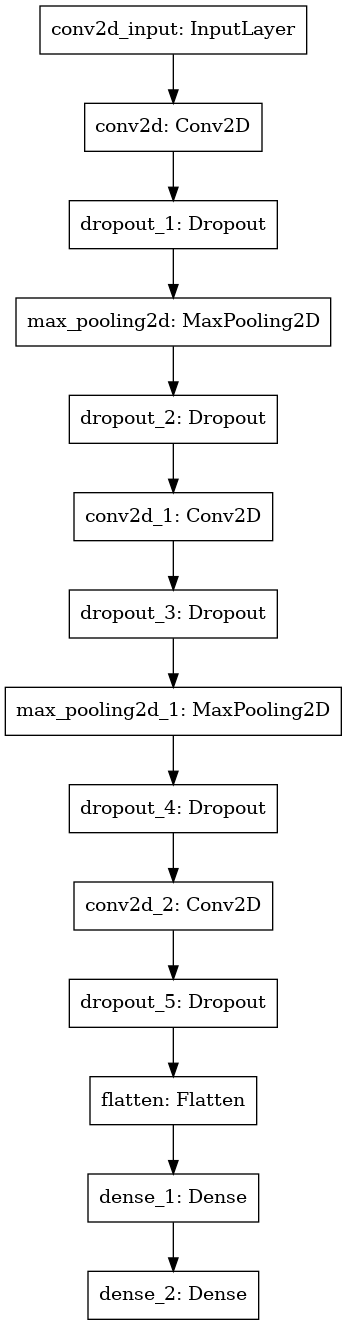 conv2d_input: InputLayer
conv2d: Conv2D
dropout_1: Dropout
max_pooling2d: MaxPooling2D
dropout_2: Dropout
conv2d_1: Conv2D
dropout_3: Dropout
max_pooling2d_1: MaxPooling2D
dropout_4: Dropout
conv2d_2: Conv2D
dropout_5: Dropout
flatten: Flatten
dense_1: Dense
dense_2: Dense